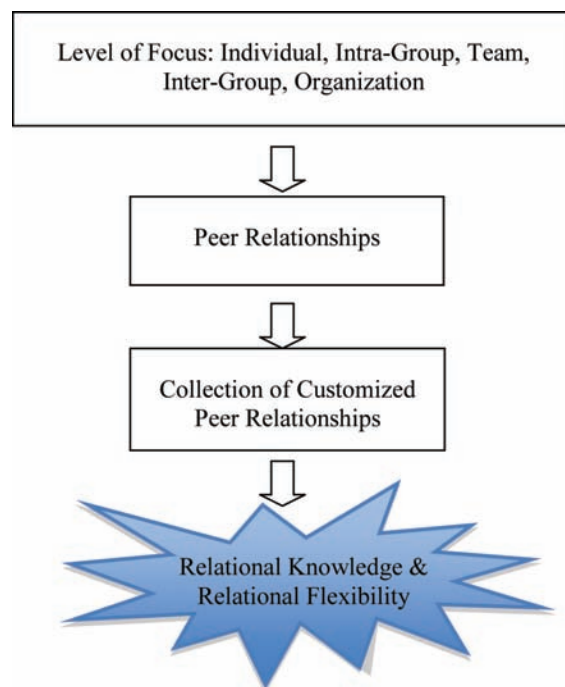 Level of Focus: Individual, Intra-Group, Team,
Inter-Group, Organization
Peer Relationships
Collection of Customized
Peer Relationships
Relational Knowledge &
Relational Flexibility